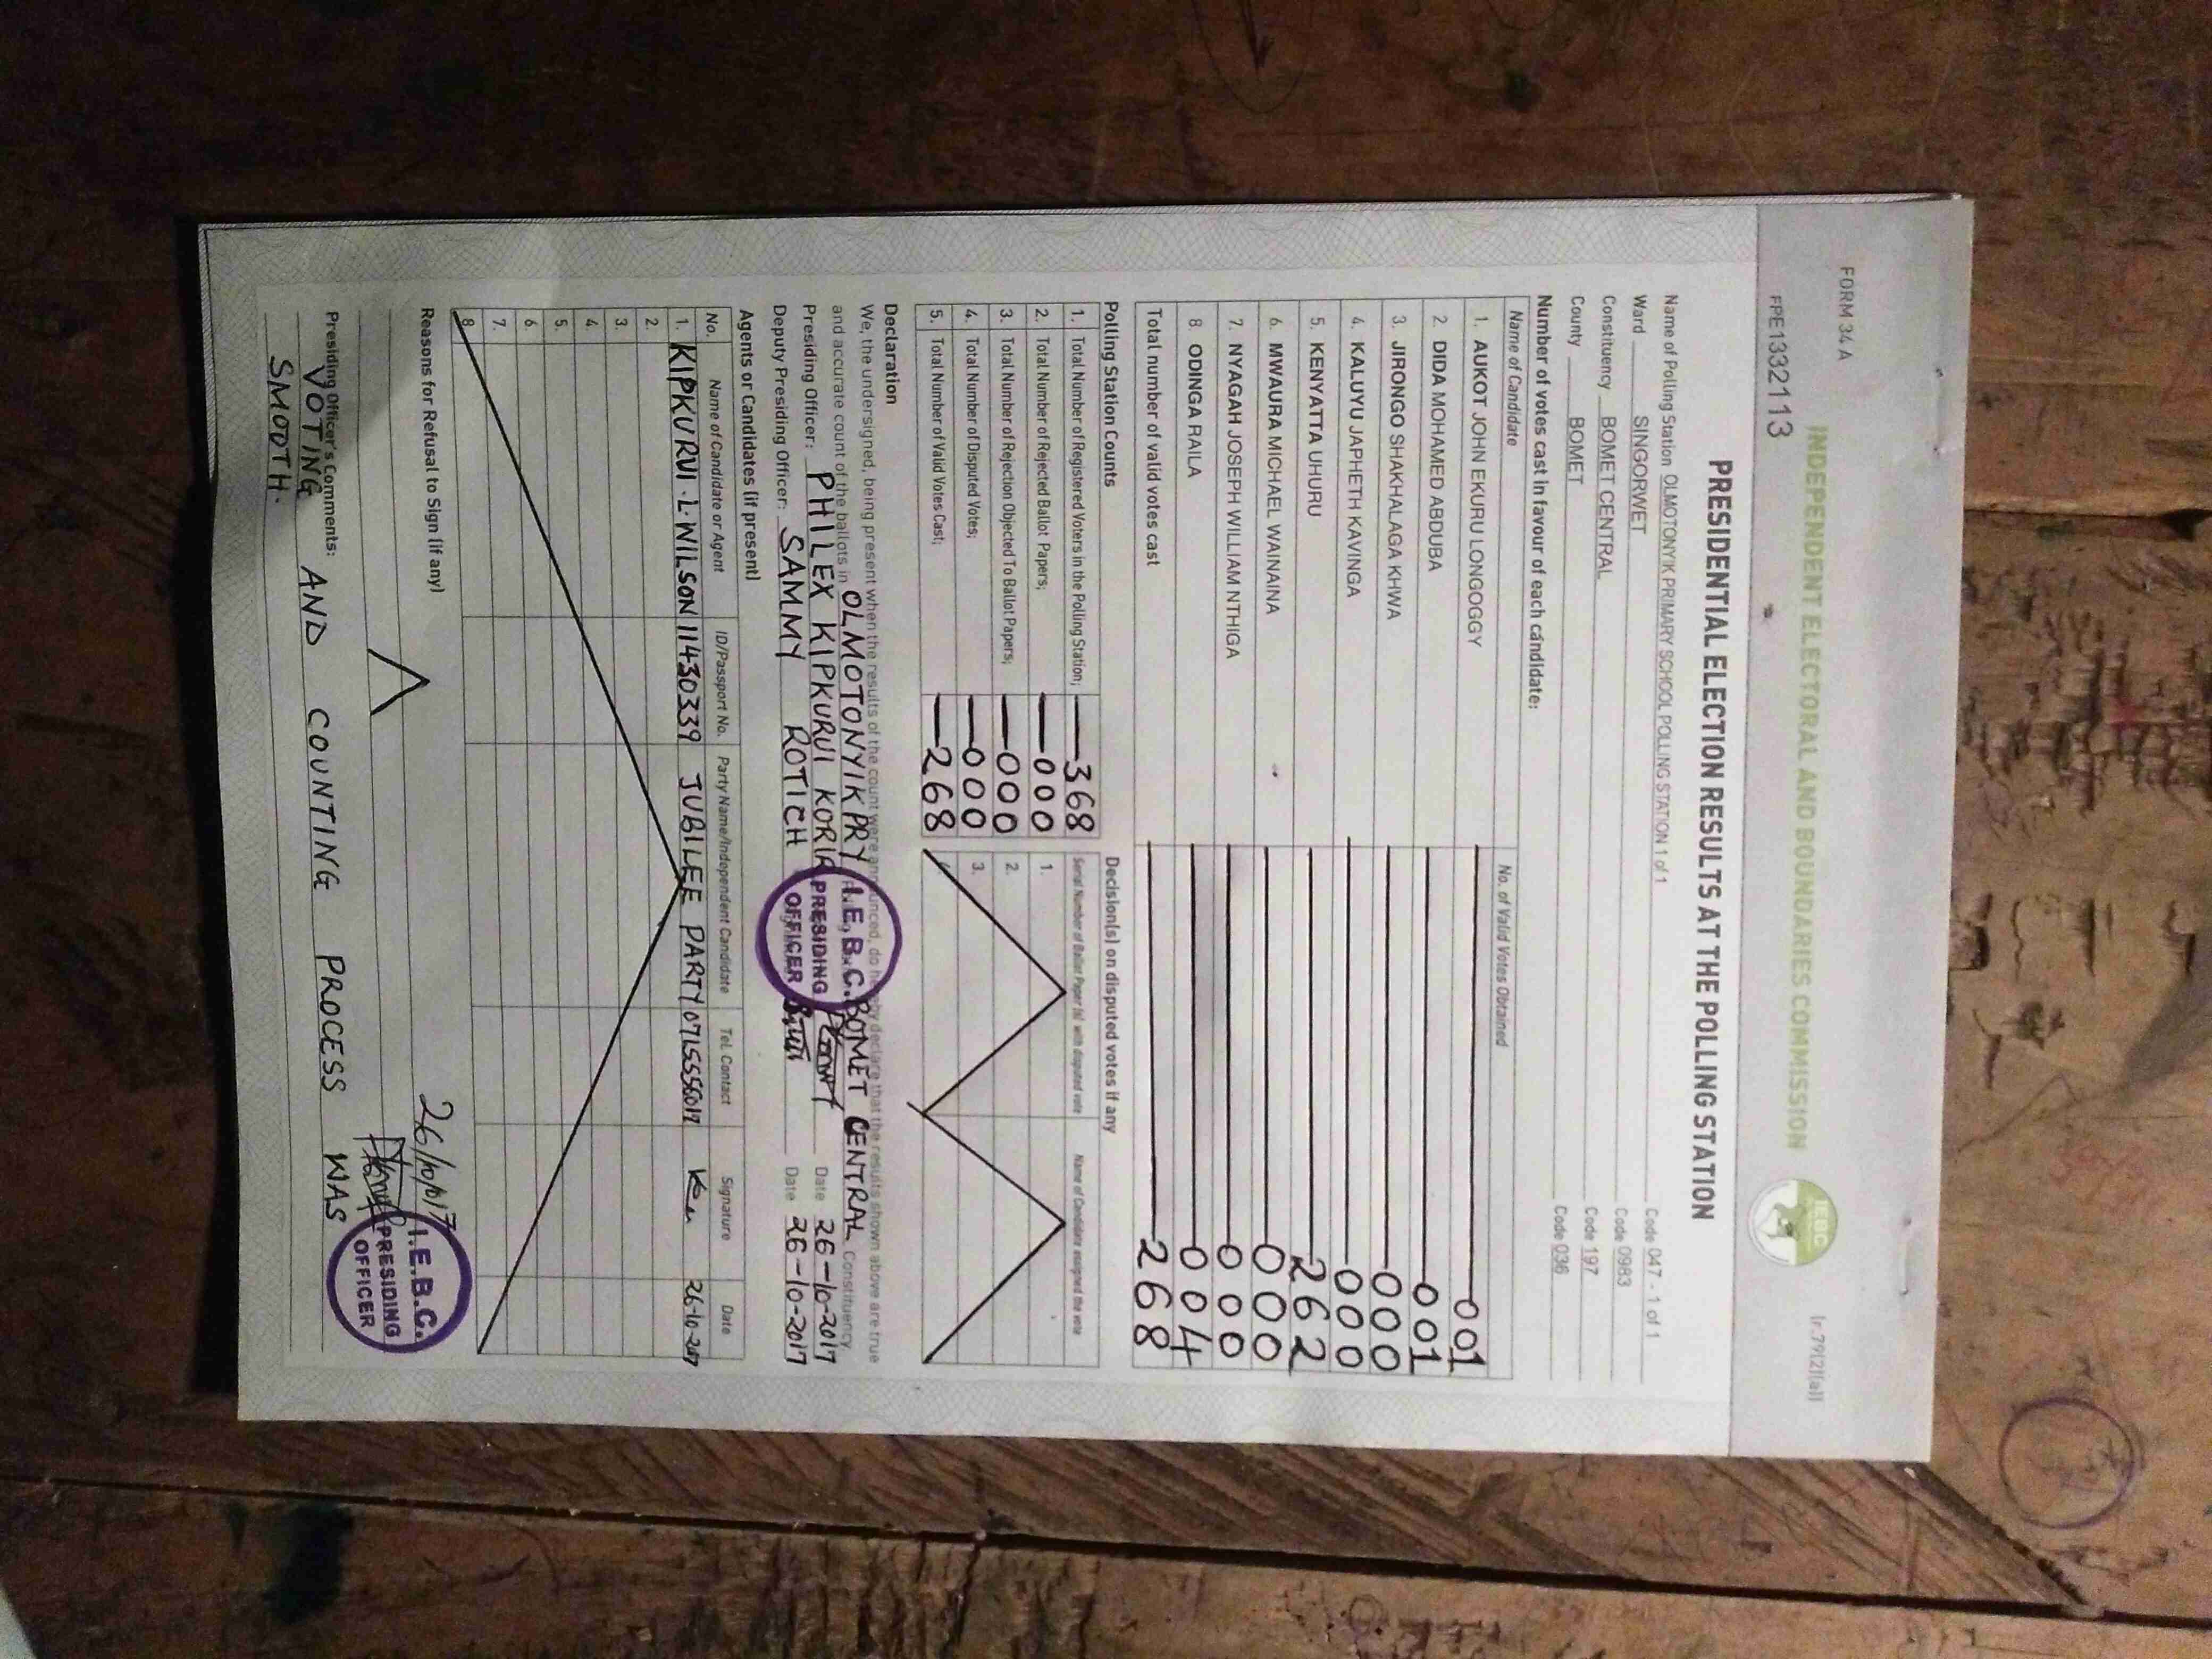 FORM 34 A
Ir.79(2)(a)]
INDEPENDENT ELECTORAL AND BOUNDARIES COMMISSION
IEBC
FPE1332113
PRESIDENTIAL ELECTION RESULTS AT THE POLLING STATION
Name of Polling Station OLMOTONYIK PRIMARY SCHOOL POLLING STATION 1 of 1 Code 047 - 1 of 1
Ward SINGORWET Code 0983
Constituency BOMET CENTRAL Code 197
County BOMET Code 036
Number of votes cast in favour of each candidate:
Name of Candidate No. of Valid Votes Obtained
1. AUKOT JOHN EKURU LONGOGGY 001
2. DIDA MOHAMED ABDUBA 001
3. JIRONGO SHAKHALAGA KHWA 000
4. KALUYU JAPHETH KAVINGA 000
5. KENYATTA UHURU 262
6. MWAURA MICHAEL WAINAINA 000
7. NYAGAH JOSEPH WILLIAM NTHIGA 000
8. ODINGA RAILA 004
Total number of valid votes cast 268
Polling Station Counts Decision(s) on disputed votes if any
1. Total Number of Registered Voters in the Polling Station; 368 Serial Number of Ballot Paper (s) with disputed vote Name of Candidate assigned the vote
2. Total Number of Rejected Ballot Papers; 000 1.
3. Total Number of Rejection Objected To Ballot Papers; 000 2.
4. Total Number of Disputed Votes; 000 3.
5. Total Number of Valid Votes Cast; 268
Declaration
We, the undersigned, being present when the results of the count were announced, do hereby declare that the results shown above are true
and accurate count of the ballots in OLMOTONYIK PRY BOMET CENTRAL Constituency
Presiding Officer: PHILEX KIPKURUI KORIR Date 26-10-2017
Deputy Presiding Officer: SAMMY ROTICH Date 26-10-2017
I.E.B.C.
PRESIDING
OFFICER
Agents or Candidates (if present)
No. Name of Candidate or Agent ID/Passport No. Party Name/Independent Candidate Tel. Contact Signature Date
1. KIPKURUI.L.WILSON 11430339 JUBILEE PARTY 26-10-2017
2.
3.
4
5.
6.
7.
8
Reasons for Refusal to Sign (if any)
26/10/017
I.E.B.C.
PRESIDING
OFFICER
Presiding Officer's Comments:
VOTING AND COUNTING PROCESS WAS
SMOOTH.